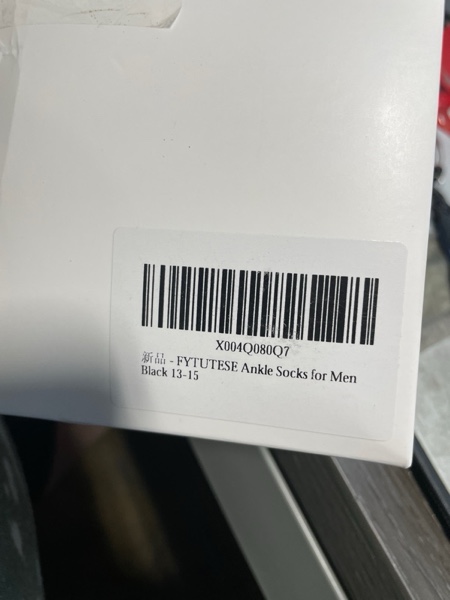 X004Q080Q7
新品 - FYTUTESE Ankle Socks for Men
Black 13-15